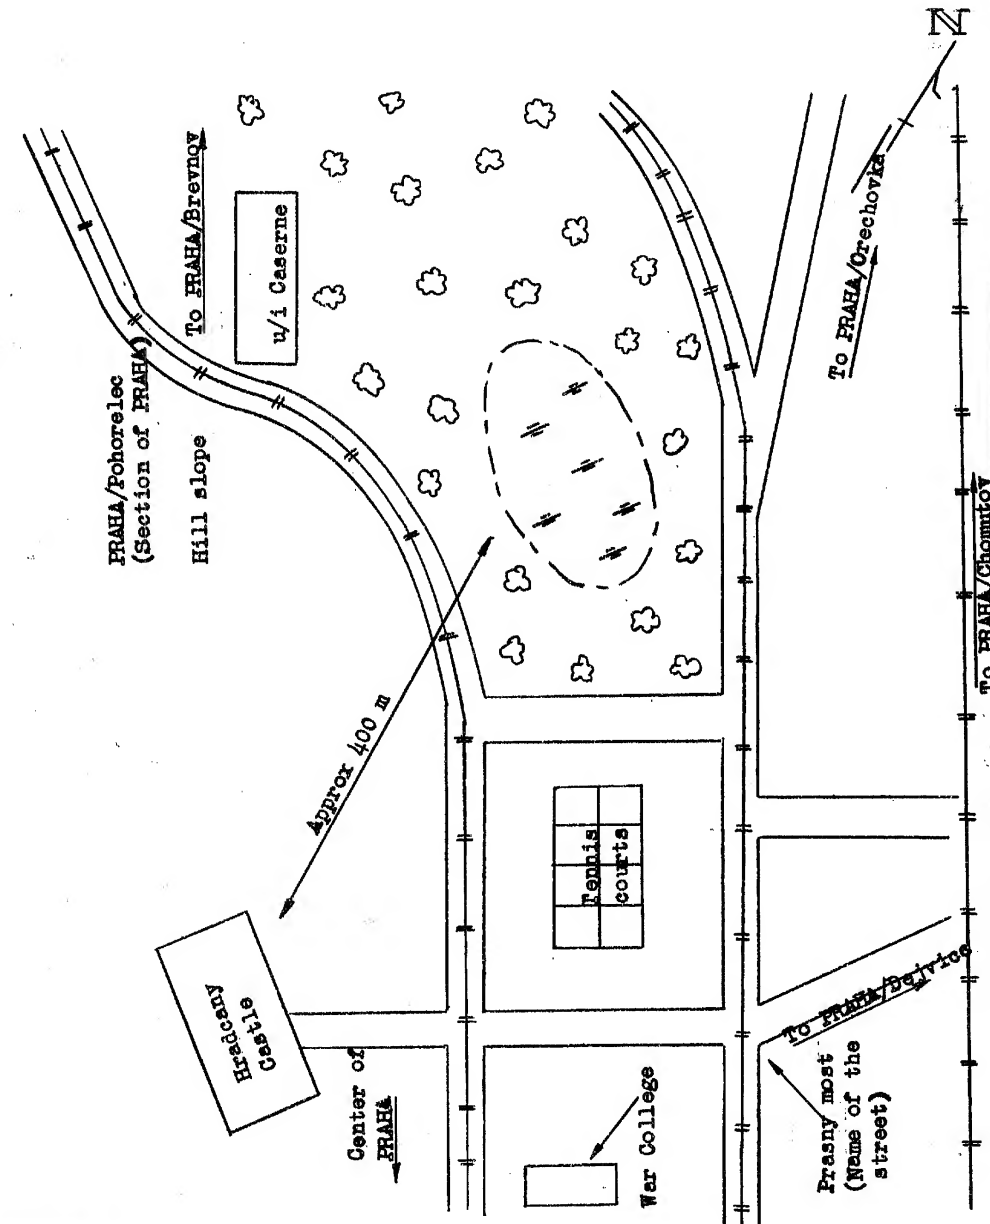 N
PRAHA/Pohorelec
(Section of PRAHA)
Hill slope
To PRAHA/Brevnov
u/i Caserne
To PRAHA/Orechovka
To PRAHA/Chomutov
Approx 400 m
Tennis
courts
Hradcany
Castle
Center of
PRAHA
War College
To PRAHA/Dejvice
Prasny most
(Name of the
street)